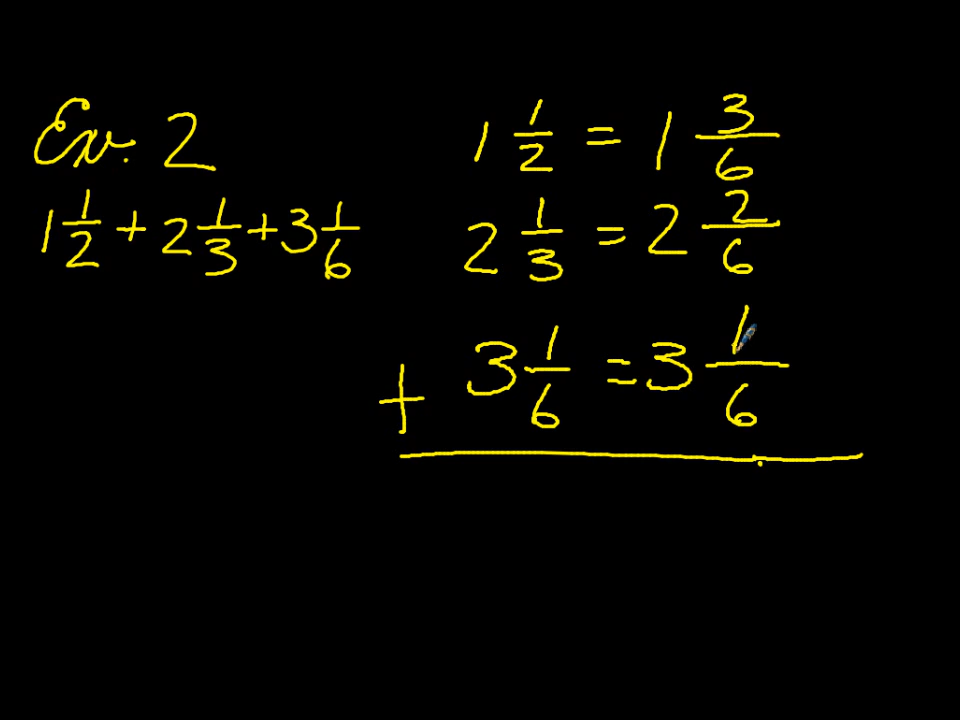 Ex. 2
1 1/2 + 2 1/3 + 3 1/6
1 1/2 = 1 3/6
2 1/3 = 2 2/6
+ 3 1/6 = 3 1/6